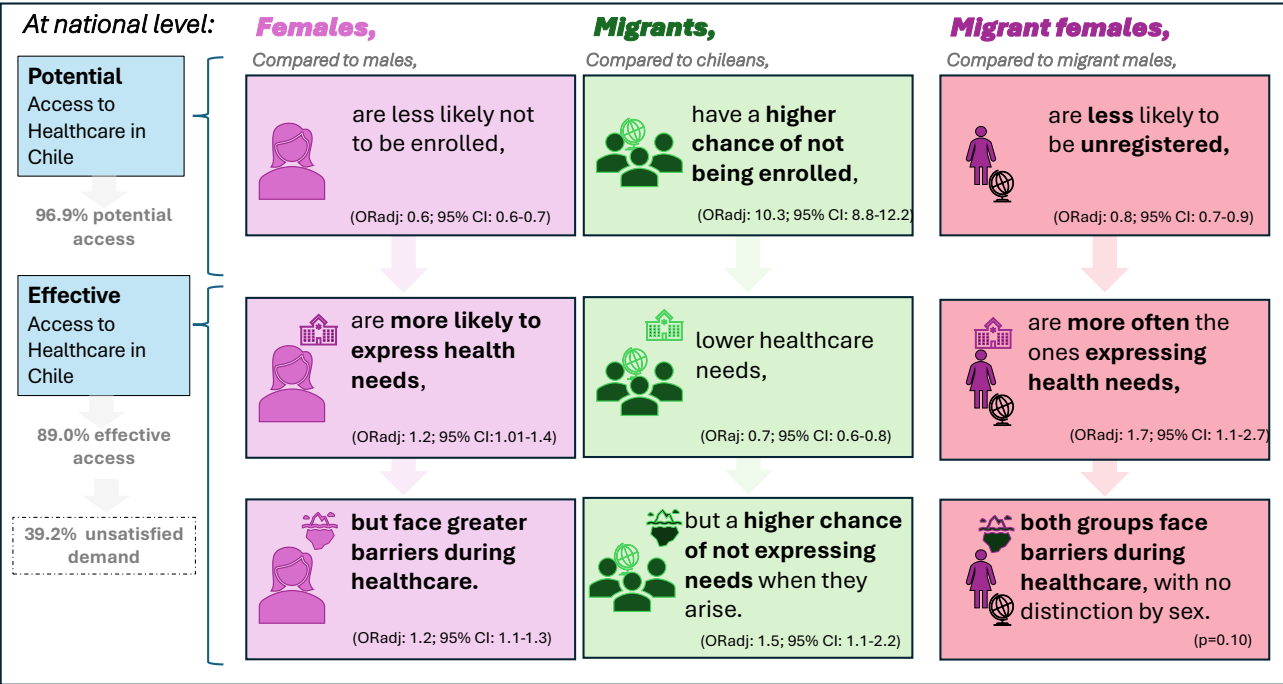 At national level:
Potential
Access to
Healthcare in
Chile
96.9% potential
access
Effective
Access to
Healthcare in
Chile
89.0% effective
access
39.2% unsatisfied
demand
Females,
Compared to males,
are less likely not
to be enrolled,
(ORadj: 0.6; 95% CI: 0.6-0.7)
are more likely to
express health
needs,
(ORadj: 1.2; 95% CI:1.01-1.4)
but face greater
barriers during
healthcare.
(ORadj: 1.2; 95% CI: 1.1-1.3)
Migrants,
Compared to chileans,
have a higher
chance of not
being enrolled,
(ORadj: 10.3; 95% CI: 8.8-12.2)
lower healthcare
needs,
(ORaj: 0.7; 95% CI: 0.6-0.8)
but a higher chance
of not expressing
needs when they
arise.
(ORadj: 1.5; 95% CI: 1.1-2.2)
Migrant females,
Compared to migrant males,
are less likely to
be unregistered,
(ORadj: 0.8; 95% CI: 0.7-0.9)
are more often the
ones expressing
health needs,
(ORadj: 1.7; 95% CI: 1.1-2.7)
both groups face
barriers during
healthcare, with no
distinction by sex.
(p=0.10)